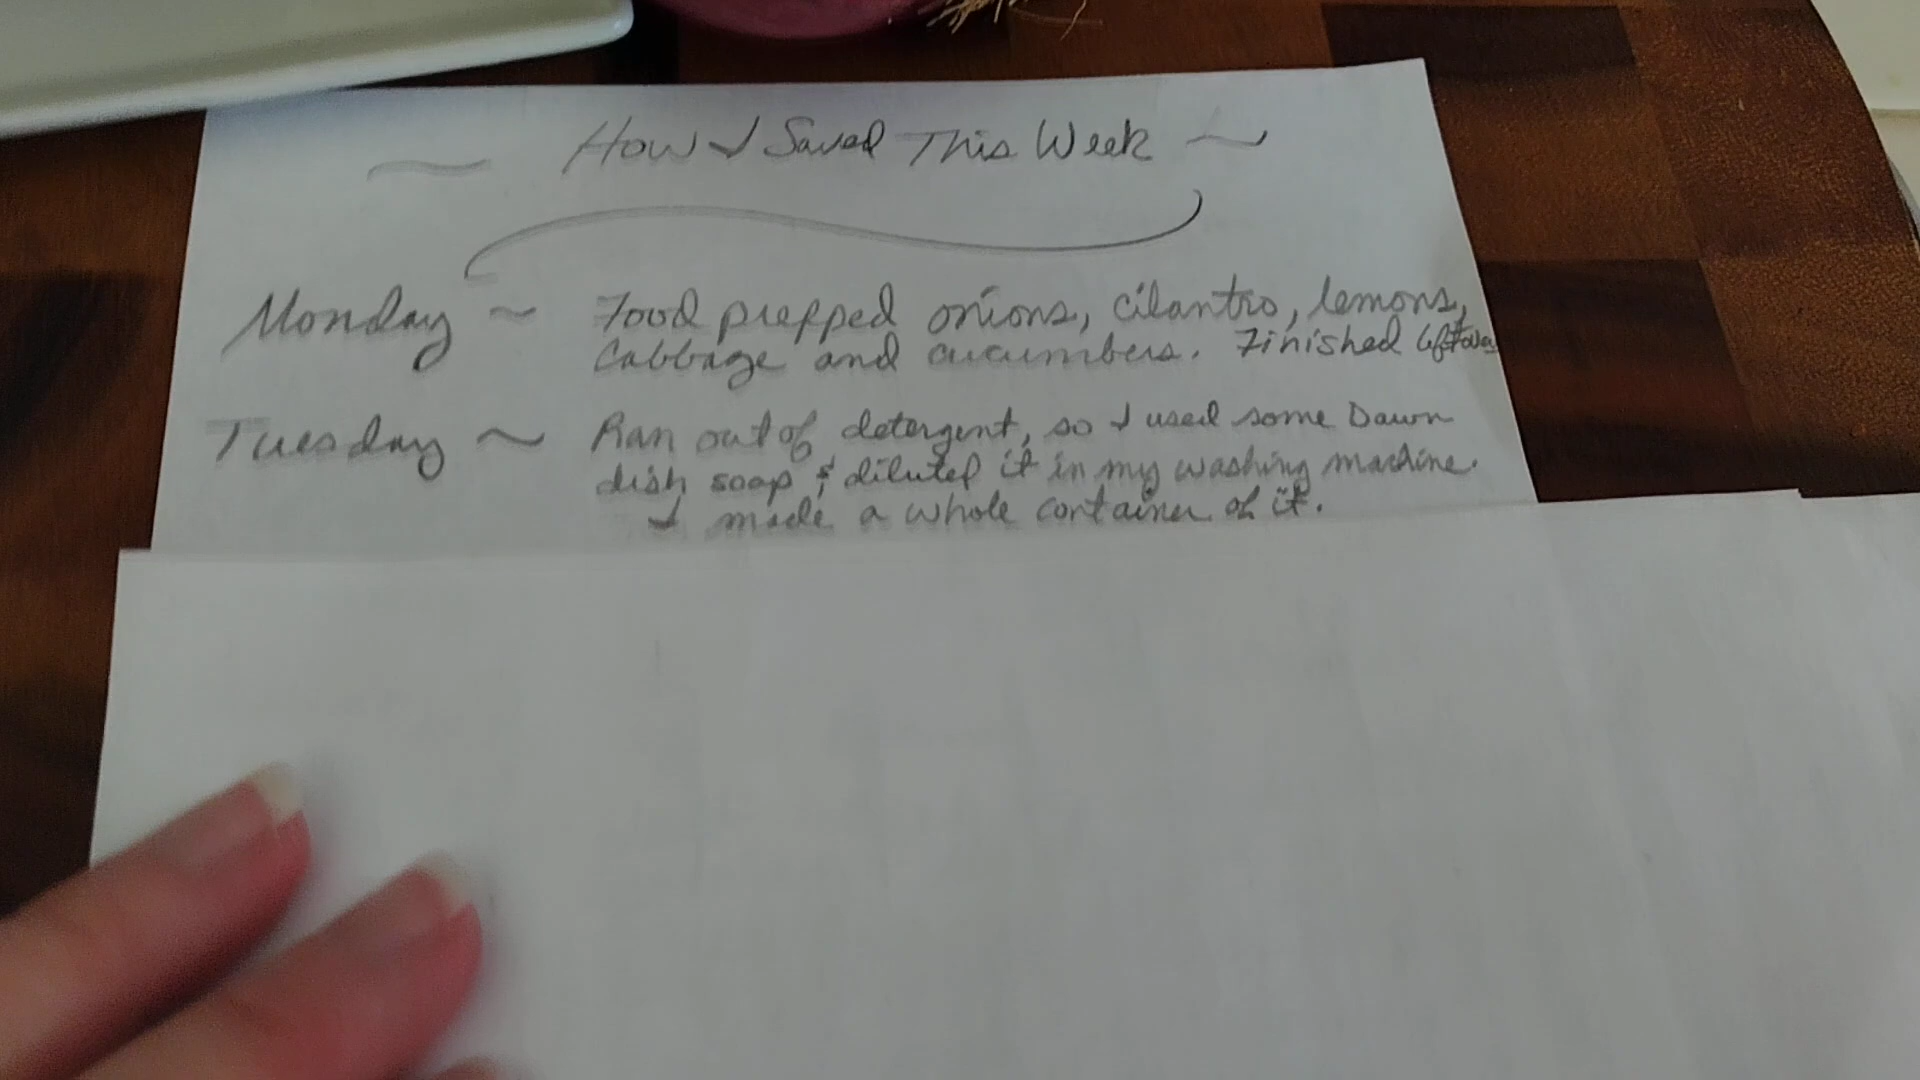 ~ How I Saved This Week ~
Monday ~ Food prepped onions, cilantro, lemons,
cabbage and cucumbers. Finished leftovers
Tuesday ~ Ran out of detergent, so I used some Dawn
dish soap & diluted it in my washing machine.
I made a whole container of it.